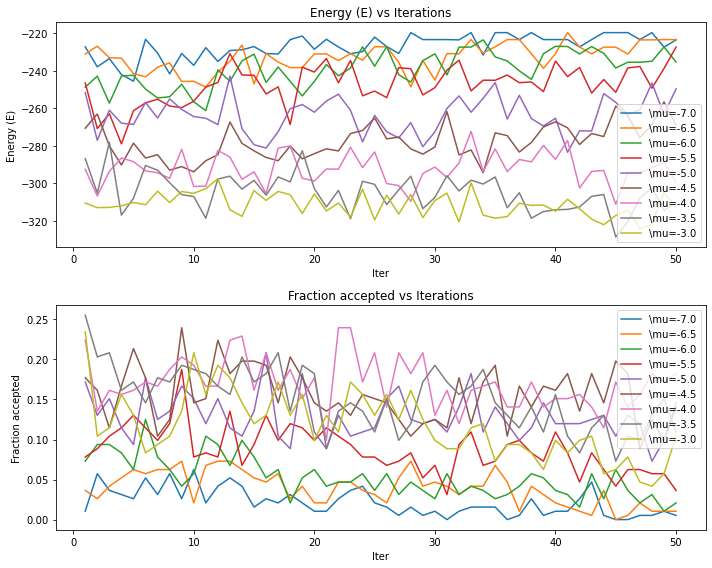 Energy (E) vs Iterations
Energy (E)
−220
−240
−260
−280
−300
−320
0
10
20
30
40
50
Iter
\mu=-7.0
\mu=-6.5
\mu=-6.0
\mu=-5.5
\mu=-5.0
\mu=-4.5
\mu=-4.0
\mu=-3.5
\mu=-3.0
Fraction accepted vs Iterations
Fraction accepted
0.25
0.20
0.15
0.10
0.05
0.00
0
10
20
30
40
50
Iter
\mu=-7.0
\mu=-6.5
\mu=-6.0
\mu=-5.5
\mu=-5.0
\mu=-4.5
\mu=-4.0
\mu=-3.5
\mu=-3.0